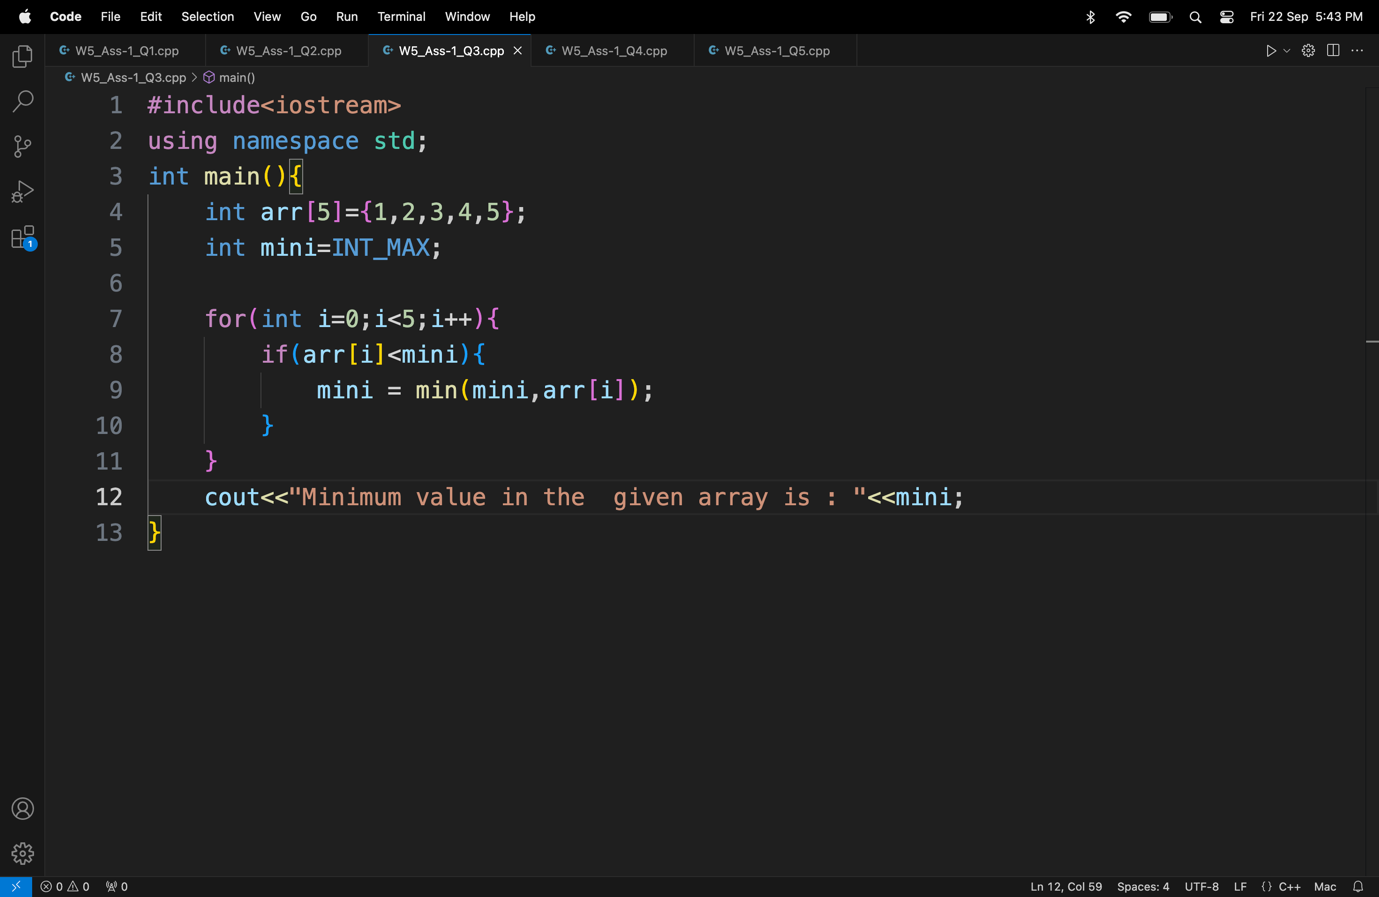 Code File Edit Selection View Go Run Terminal Window Help Fri 22 Sep 5:43 PM
W5_Ass-1_Q1.cpp W5_Ass-1_Q2.cpp W5_Ass-1_Q3.cpp W5_Ass-1_Q4.cpp W5_Ass-1_Q5.cpp
W5_Ass-1_Q3.cpp > main()
1 #include<iostream>
2 using namespace std;
3 int main(){
4     int arr[5]={1,2,3,4,5};
5     int mini=INT_MAX;
6
7     for(int i=0;i<5;i++){
8         if(arr[i]<mini){
9             mini = min(mini,arr[i]);
10         }
11     }
12     cout<<"Minimum value in the  given array is : "<<mini;
13 }
1
0 0 0 Ln 12, Col 59 Spaces: 4 UTF-8 LF {} C++ Mac